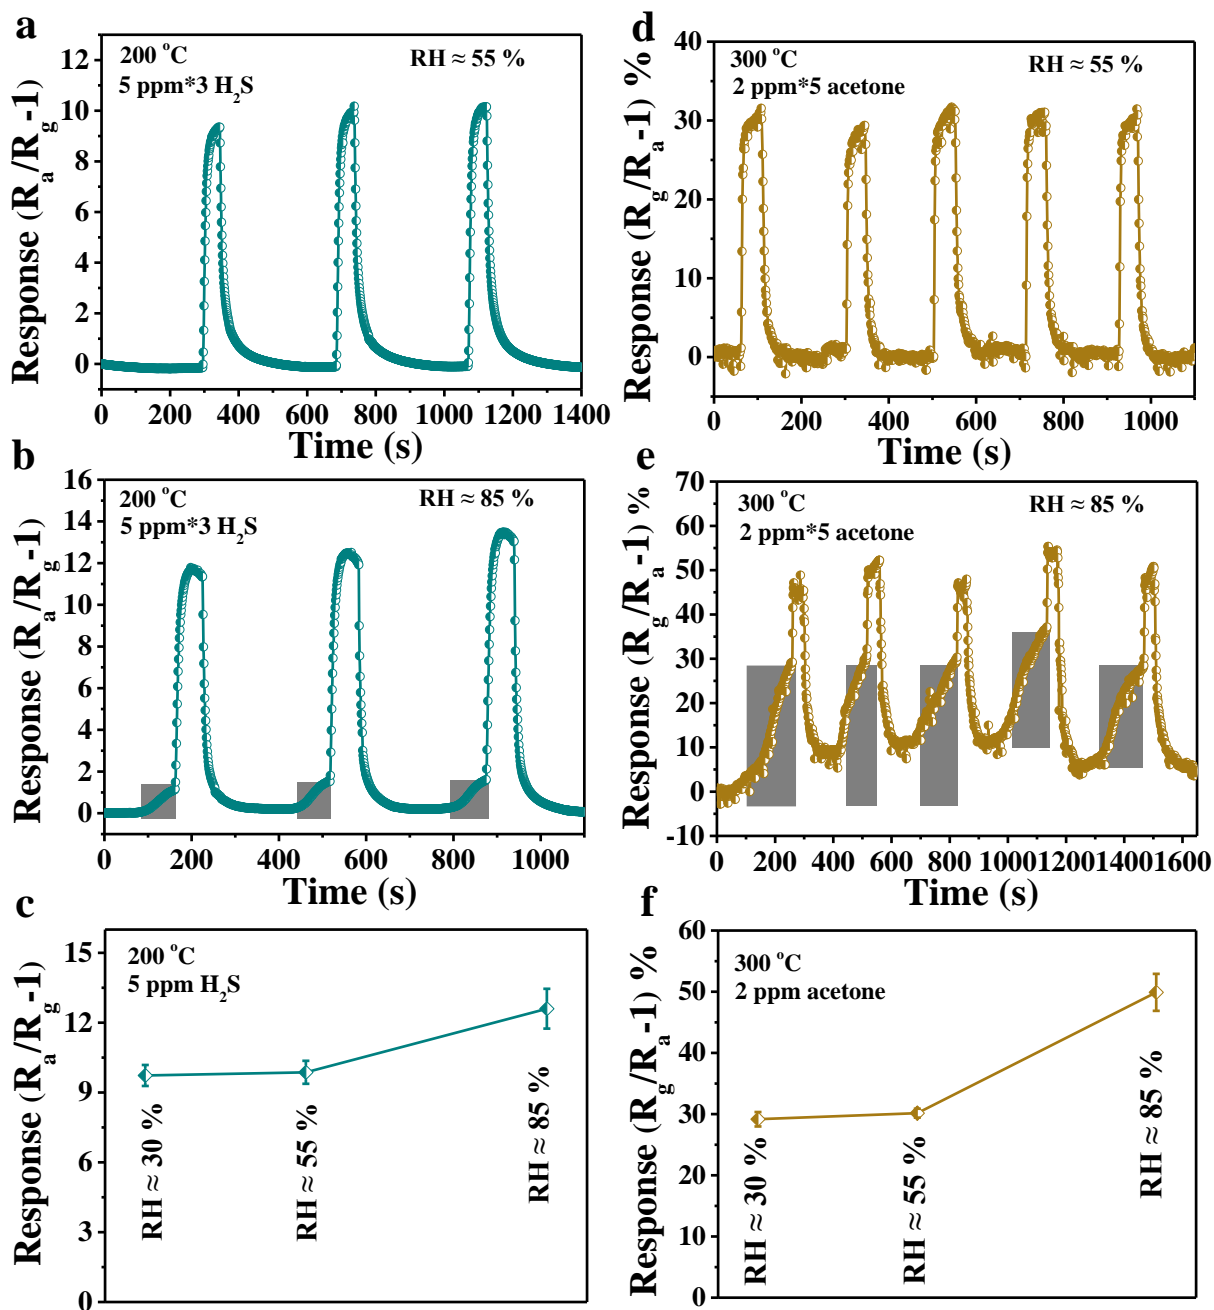 a
200 °C
5 ppm*3 H₂S
RH ≈ 55 %
Response (Rₐ/R_g-1)
12
10
8
6
4
2
0
0 200 400 600 800 1000 1200 1400
Time (s)
d
300 °C
2 ppm*5 acetone
RH ≈ 55 %
Response (R_g/Rₐ-1) %
40
30
20
10
0
0 200 400 600 800 1000
Time (s)
b
200 °C
5 ppm*3 H₂S
RH ≈ 85 %
Response (Rₐ/R_g-1)
16
14
12
10
8
6
4
2
0
0 200 400 600 800 1000
Time (s)
e
300 °C
2 ppm*5 acetone
RH ≈ 85 %
Response (R_g/Rₐ-1) %
70
60
50
40
30
20
10
0
-10
0 200 400 600 800 1000 1200 1400 1600
Time (s)
c
200 °C
5 ppm H₂S
Response (Rₐ/R_g-1)
15
12
9
6
3
0
RH ≈ 30 %
RH ≈ 55 %
RH ≈ 85 %
f
300 °C
2 ppm acetone
Response (R_g/Rₐ-1) %
60
50
40
30
20
10
0
RH ≈ 30 %
RH ≈ 55 %
RH ≈ 85 %